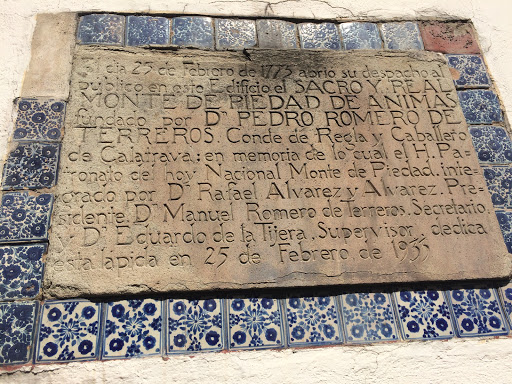 El dia 25 de Febrero de 1775 abrio su despacho al
publico en este Edificio el SACRO Y REAL
MONTE DE PIEDAD DE ANIMAS
fundado por Dn PEDRO ROMERO DE
TERREROS Conde de Regla y Caballero
de Calatrava; en memoria de lo cual el H. Pa-
tronato del hoy Nacional Monte de Piedad, inte-
grado por Dn Rafael Alvarez y Alvarez. Pre-
sidente, Dn Manuel Romero de Terreros, Secretario,
y Dn Eduardo de la Tijera, Supervisor, dedica
esta lapida en 25 de Febrero de 1935